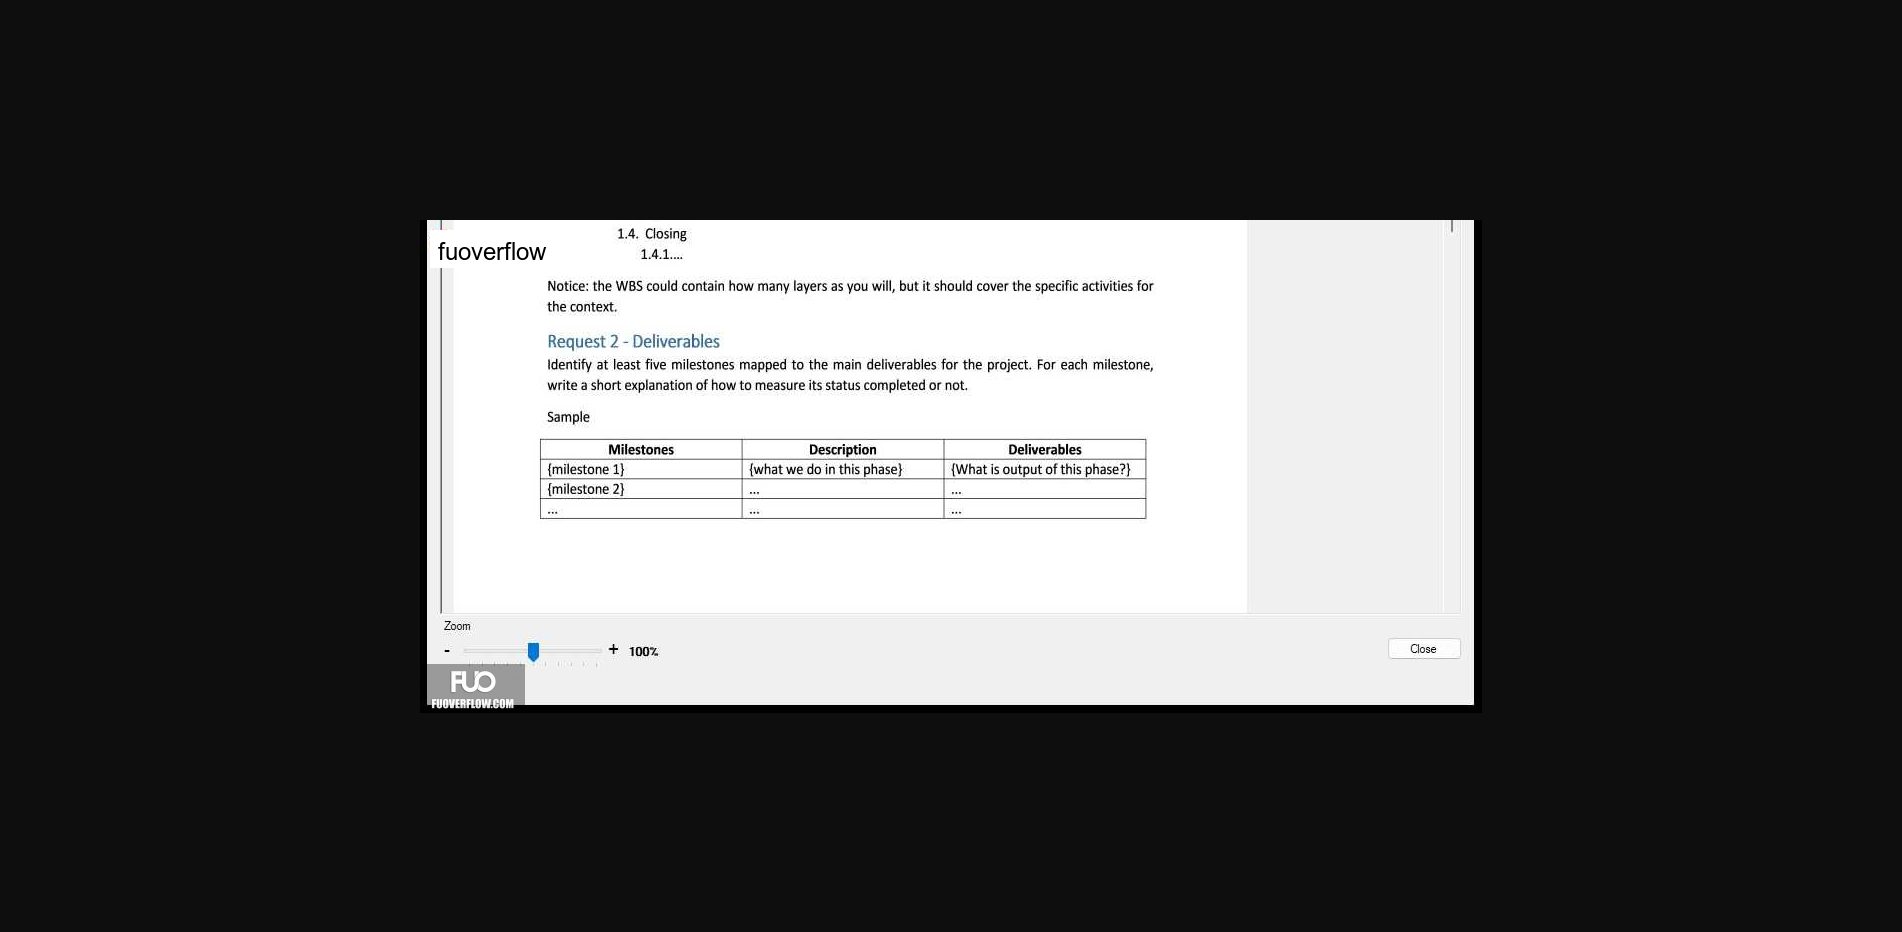 1.4. Closing
fuoverflow
1.4.1....
Notice: the WBS could contain how many layers as you will, but it should cover the specific activities for
the context.
Request 2 - Deliverables
Identify at least five milestones mapped to the main deliverables for the project. For each milestone,
write a short explanation of how to measure its status completed or not.
Sample
Milestones Description Deliverables
{milestone 1} {what we do in this phase} {What is output of this phase?}
{milestone 2} ... ...
... ... ...
Zoom
- + 100%
Close
FUO
FUOVERFLOW.COM